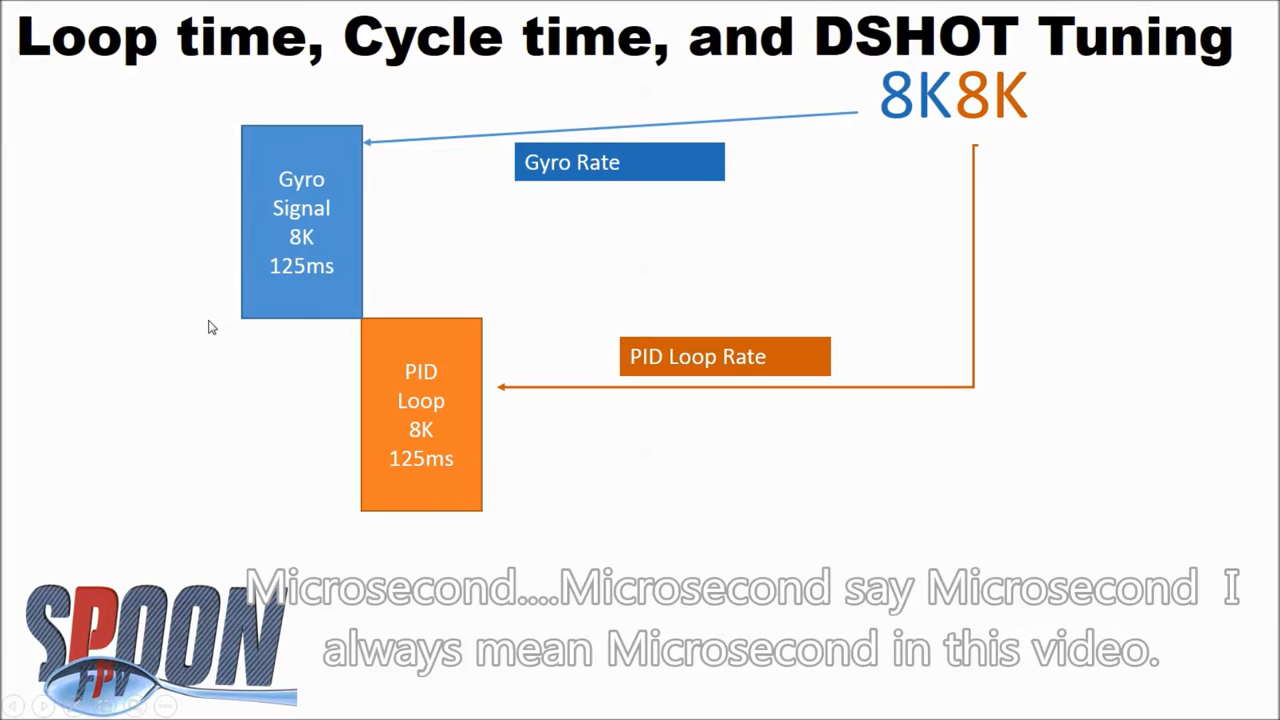 Loop time, Cycle time, and DSHOT Tuning
8K8K
Gyro Rate
Gyro
Signal
8K
125ms
PID Loop Rate
PID
Loop
8K
125ms
Microsecond....Microsecond say Microsecond I
always mean Microsecond in this video.
SPOON
FPV